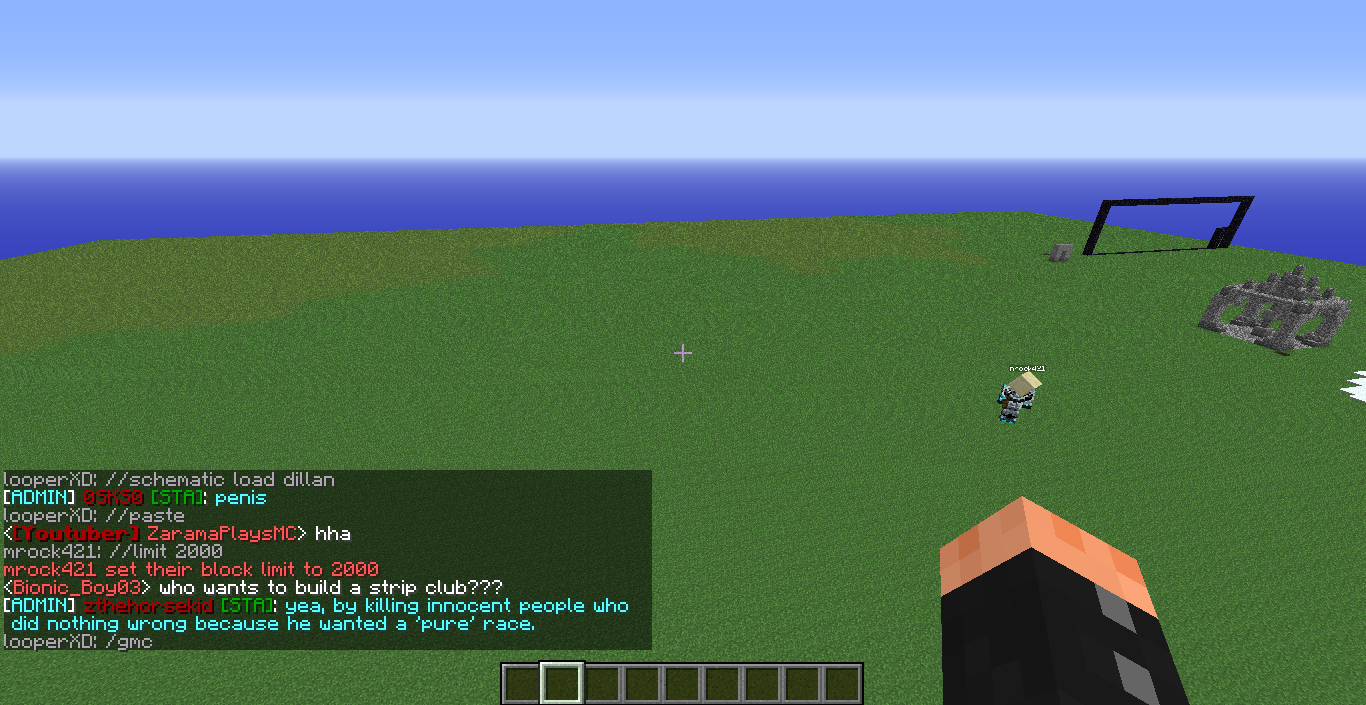 mrock421
looperXD: //schematic load dillan
[ADMIN] 0SKS0 [STA]: penis
looperXD: //paste
<[Youtuber] ZaramaPlaysMC> hha
mrock421: //limit 2000
mrock421 set their block limit to 2000
<Bionic_Boy03> who wants to build a strip club???
[ADMIN] zthehorsekid [STA]: yea, by killing innocent people who
did nothing wrong because he wanted a 'pure' race.
looperXD: /gmc